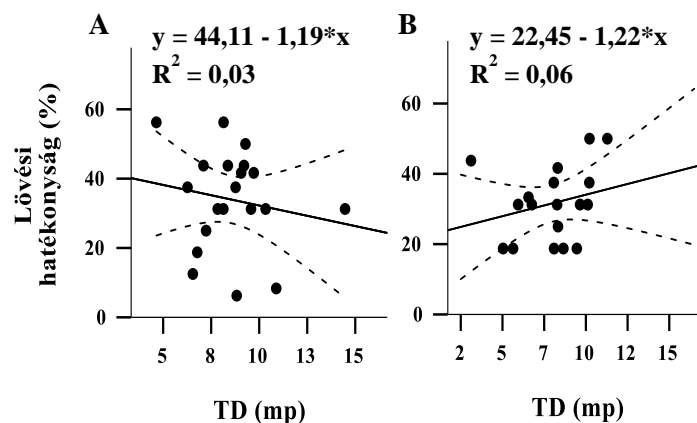 A
y = 44,11 - 1,19*x
R2 = 0,03
B
y = 22,45 - 1,22*x
R2 = 0,06
Lövési
hatékonyság (%)
60
40
20
0
5 8 10 13 15
TD (mp)
60
40
20
0
2 5 7 10 12 15
TD (mp)